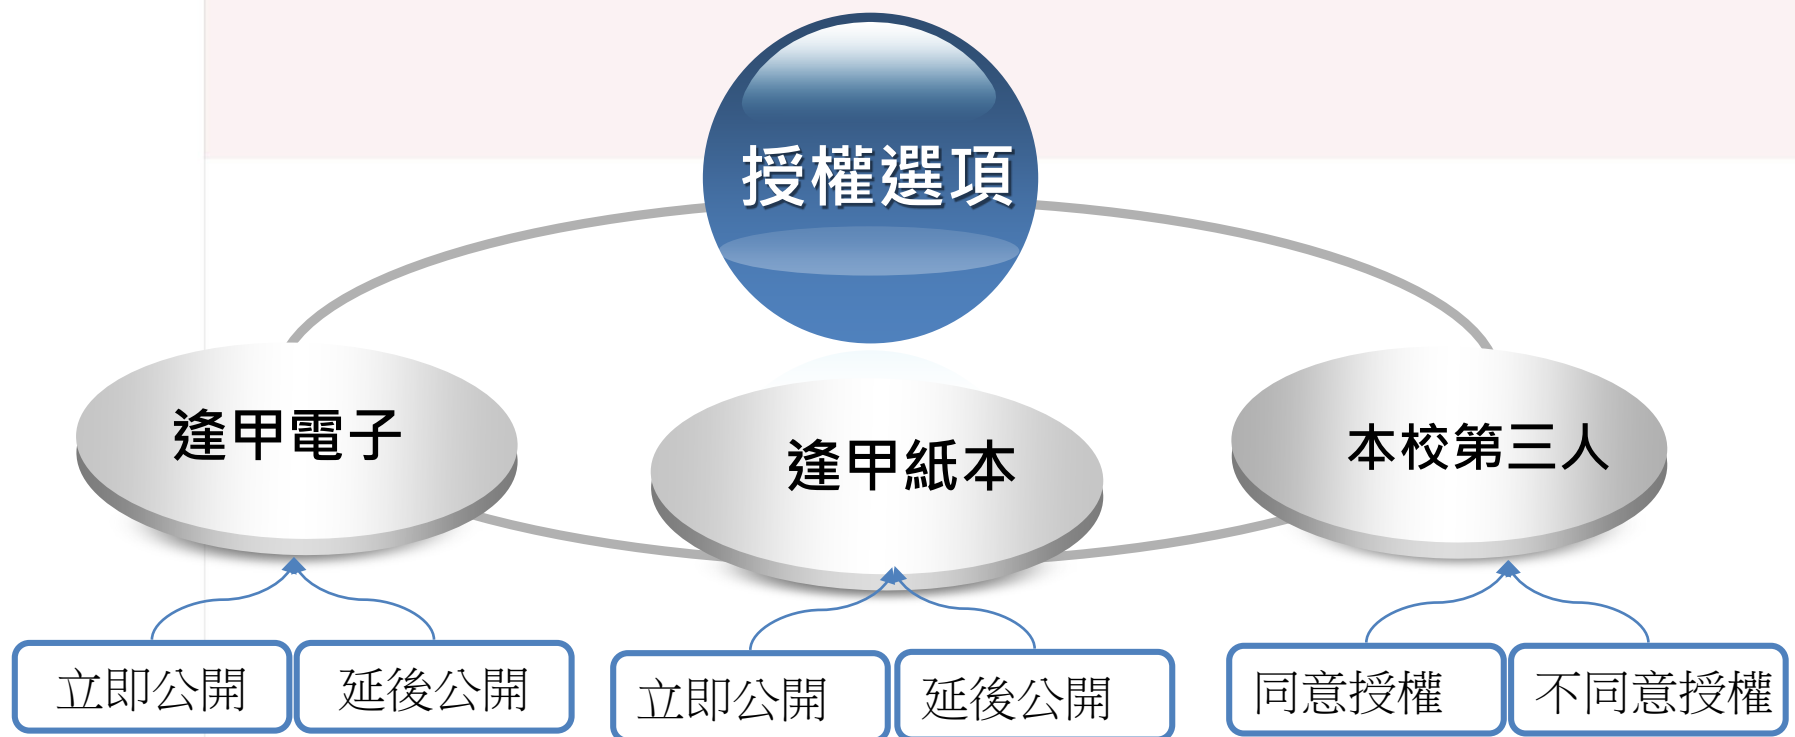 授權選項
逢甲電子
逢甲紙本
本校第三人
立即公開
延後公開
立即公開
延後公開
同意授權
不同意授權